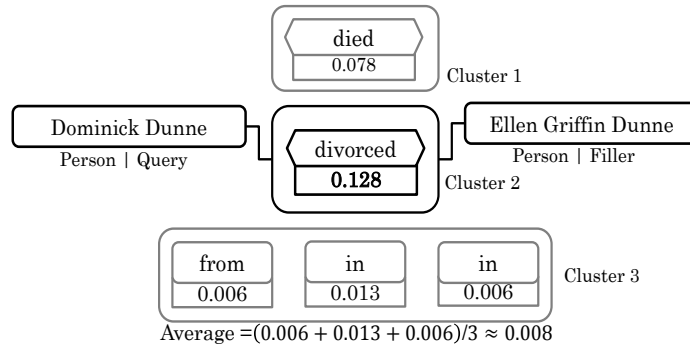 died
0.078
Cluster 1
Dominick Dunne
Person | Query
divorced
0.128
Cluster 2
Ellen Griffin Dunne
Person | Filler
from
0.006
in
0.013
in
0.006
Cluster 3
Average =(0.006 + 0.013 + 0.006)/3 ≈ 0.008